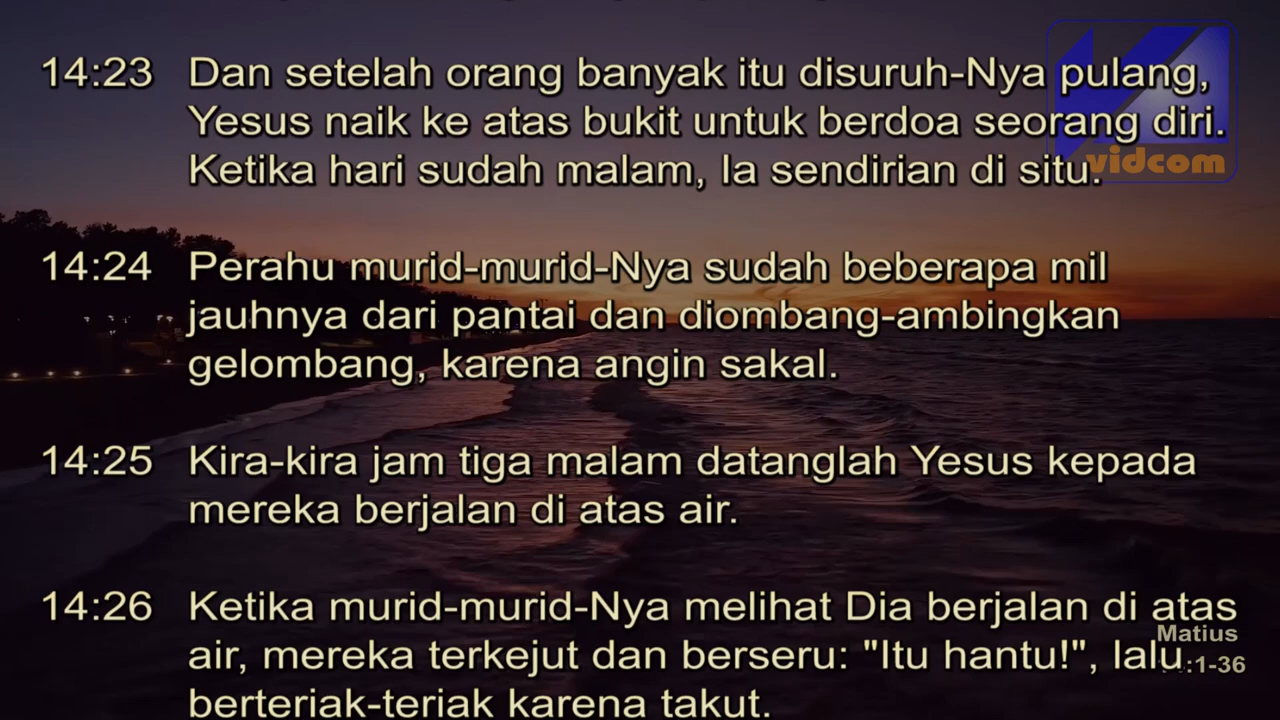 14:23 Dan setelah orang banyak itu disuruh-Nya pulang,
Yesus naik ke atas bukit untuk berdoa seorang diri.
Ketika hari sudah malam, Ia sendirian di situ.
vidcom
14:24 Perahu murid-murid-Nya sudah beberapa mil
jauhnya dari pantai dan diombang-ambingkan
gelombang, karena angin sakal.
14:25 Kira-kira jam tiga malam datanglah Yesus kepada
mereka berjalan di atas air.
14:26 Ketika murid-murid-Nya melihat Dia berjalan di atas
air, mereka terkejut dan berseru: "Itu hantu!", lalu
berteriak-teriak karena takut.
Matius
:1-36